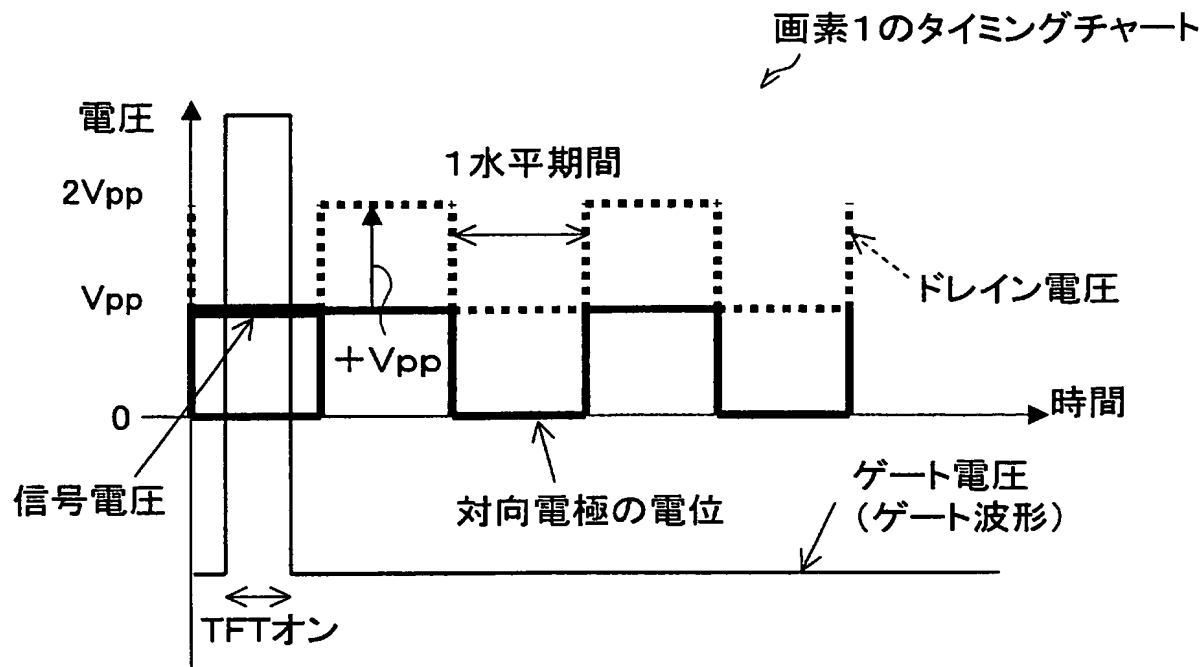 画素1のタイミングチャート
電圧
1水平期間
2Vpp
Vpp
ドレイン電圧
+Vpp
0
時間
信号電圧
対向電極の電位
ゲート電圧
(ゲート波形)
TFTオン